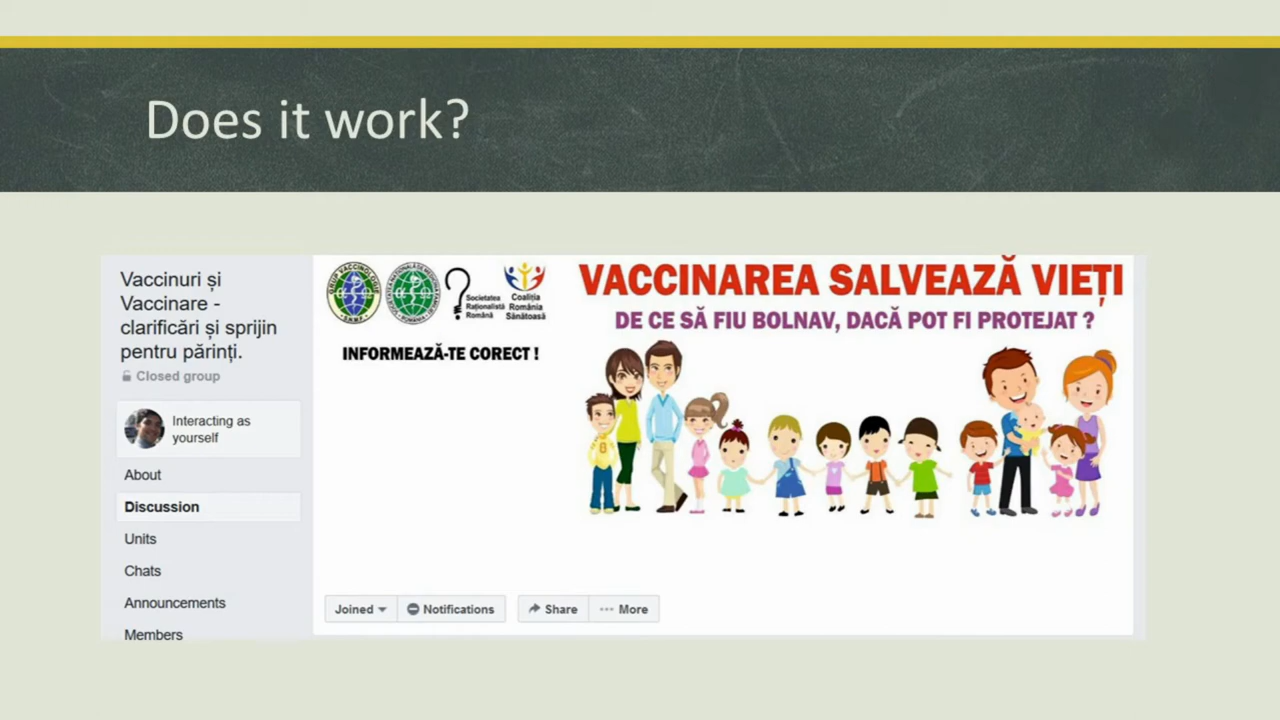 Does it work?
Vaccinuri și
Vaccinare -
clarificări și sprijin
pentru părinți.
Closed group
Interacting as
yourself
About
Discussion
Units
Chats
Announcements
Members
Societatea
Raționalistă
Română
Coaliția
România
Sănătoasă
INFORMEAZĂ-TE CORECT !
VACCINAREA SALVEAZĂ VIEȚI
DE CE SĂ FIU BOLNAV, DACĂ POT FI PROTEJAT ?
Joined
Notifications
Share
More